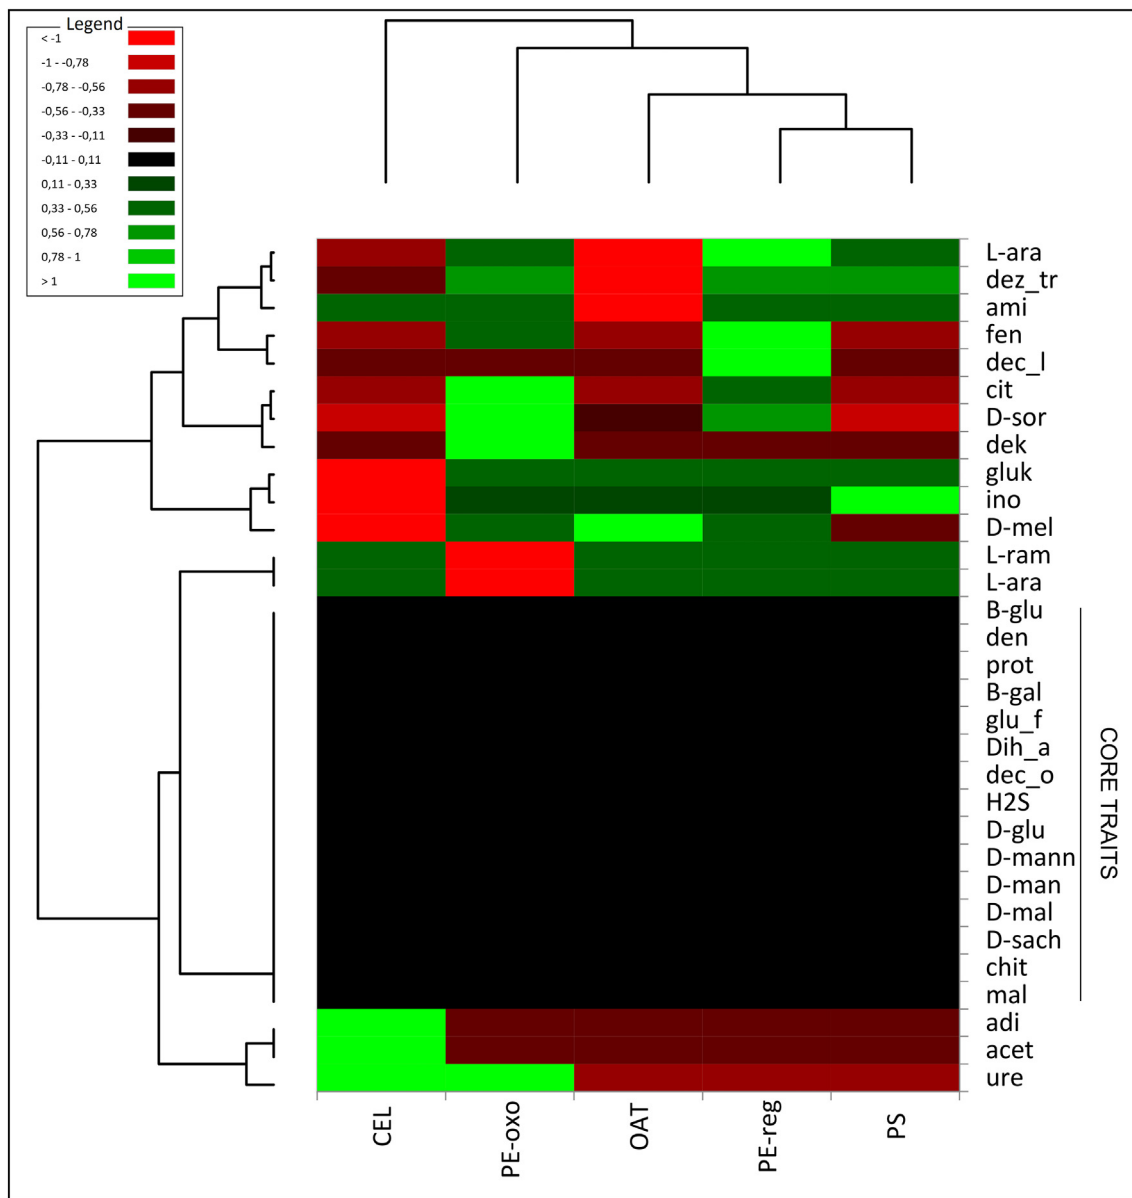 Legend
< -1
-1 - -0,78
-0,78 - -0,56
-0,56 - -0,33
-0,33 - -0,11
-0,11 - 0,11
0,11 - 0,33
0,33 - 0,56
0,56 - 0,78
0,78 - 1
> 1
L-ara
dez_tr
ami
fen
dec_l
cit
D-sor
dek
gluk
ino
D-mel
L-ram
L-ara
B-glu
den
prot
B-gal
glu_f
Dih_a
dec_o
H2S
D-glu
D-mann
D-man
D-mal
D-sach
chit
mal
adi
acet
ure
CORE TRAITS
CEL
PE-oxo
OAT
PE-reg
PS